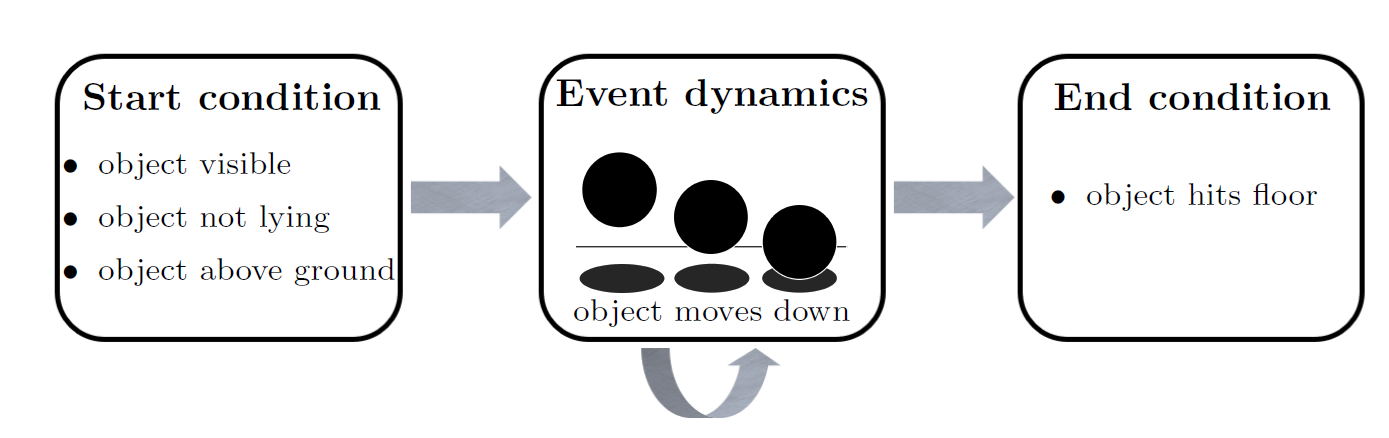 Start condition
• object visible
• object not lying
• object above ground
Event dynamics
object moves down
End condition
• object hits floor